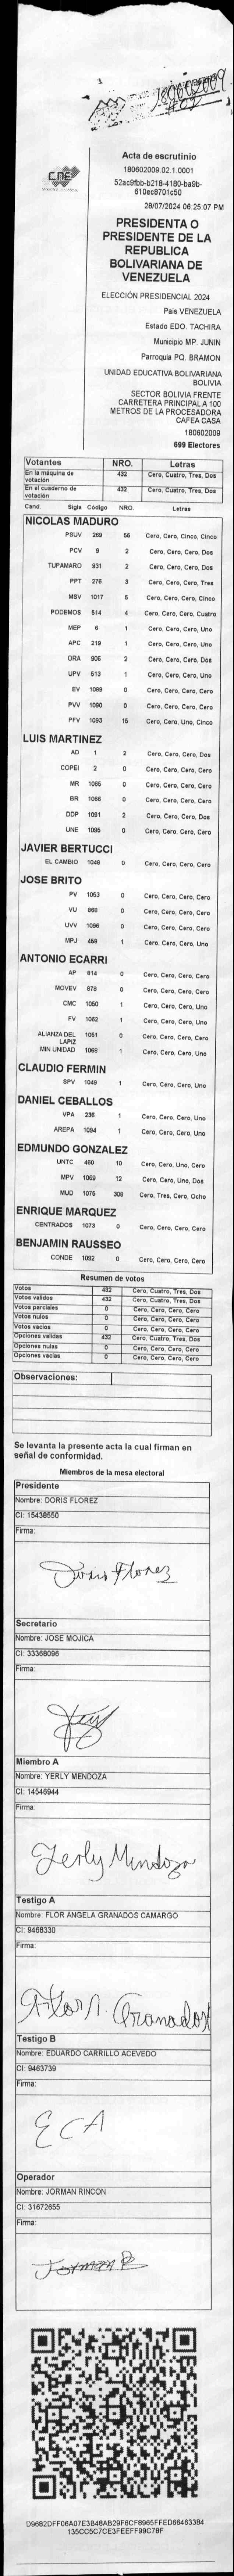 180602009
#02
CNE
Acta de escrutinio
180602009.02.1.0001
52ac9fbb-b218-4180-ba9b-
610ec8701c50
28/07/2024 06:25:07 PM
PRESIDENTA O
PRESIDENTE DE LA
REPUBLICA
BOLIVARIANA DE
VENEZUELA
ELECCIÓN PRESIDENCIAL 2024
Pais VENEZUELA
Estado EDO. TACHIRA
Municipio MP. JUNIN
Parroquia PQ. BRAMON
UNIDAD EDUCATIVA BOLIVARIANA
BOLIVIA
SECTOR BOLIVIA FRENTE
CARRETERA PRINCIPAL A 100
METROS DE LA PROCESADORA
CAFEA CASA
180602009
699 Electores
Votantes NRO. Letras
En la máquina de votación 432 Cero, Cuatro, Tres, Dos
En el cuaderno de votación 432 Cero, Cuatro, Tres, Dos
Cand. Sigla Código NRO. Letras
NICOLAS MADURO
PSUV 269 55 Cero, Cero, Cinco, Cinco
PCV 9 2 Cero, Cero, Cero, Dos
TUPAMARO 931 2 Cero, Cero, Cero, Dos
PPT 276 3 Cero, Cero, Cero, Tres
MSV 1017 5 Cero, Cero, Cero, Cinco
PODEMOS 514 4 Cero, Cero, Cero, Cuatro
MEP 6 1 Cero, Cero, Cero, Uno
APC 219 1 Cero, Cero, Cero, Uno
ORA 906 2 Cero, Cero, Cero, Dos
UPV 513 1 Cero, Cero, Cero, Uno
EV 1089 0 Cero, Cero, Cero, Cero
PVV 1090 0 Cero, Cero, Cero, Cero
PFV 1093 15 Cero, Cero, Uno, Cinco
LUIS MARTINEZ
AD 1 2 Cero, Cero, Cero, Dos
COPEI 2 0 Cero, Cero, Cero, Cero
MR 1065 0 Cero, Cero, Cero, Cero
BR 1066 0 Cero, Cero, Cero, Cero
DDP 1091 2 Cero, Cero, Cero, Dos
UNE 1095 0 Cero, Cero, Cero, Cero
JAVIER BERTUCCI
EL CAMBIO 1048 0 Cero, Cero, Cero, Cero
JOSE BRITO
PV 1053 0 Cero, Cero, Cero, Cero
VU 868 0 Cero, Cero, Cero, Cero
UVV 1096 0 Cero, Cero, Cero, Cero
MPJ 458 1 Cero, Cero, Cero, Uno
ANTONIO ECARRI
AP 814 0 Cero, Cero, Cero, Cero
MOVEV 878 0 Cero, Cero, Cero, Cero
CMC 1050 1 Cero, Cero, Cero, Uno
FV 1062 1 Cero, Cero, Cero, Uno
ALIANZA DEL LAPIZ 1061 0 Cero, Cero, Cero, Cero
MIN UNIDAD 1068 1 Cero, Cero, Cero, Uno
CLAUDIO FERMIN
SPV 1049 1 Cero, Cero, Cero, Uno
DANIEL CEBALLOS
VPA 236 1 Cero, Cero, Cero, Uno
AREPA 1094 1 Cero, Cero, Cero, Uno
EDMUNDO GONZALEZ
UNTC 460 10 Cero, Cero, Uno, Cero
MPV 1069 12 Cero, Cero, Uno, Dos
MUD 1075 308 Cero, Tres, Cero, Ocho
ENRIQUE MARQUEZ
CENTRADOS 1073 0 Cero, Cero, Cero, Cero
BENJAMIN RAUSSEO
CONDE 1092 0 Cero, Cero, Cero, Cero
Resumen de votos
Votos 432 Cero, Cuatro, Tres, Dos
Votos validos 432 Cero, Cuatro, Tres, Dos
Votos parciales 0 Cero, Cero, Cero, Cero
Votos nulos 0 Cero, Cero, Cero, Cero
Votos vacíos 0 Cero, Cero, Cero, Cero
Opciones validas 432 Cero, Cuatro, Tres, Dos
Opciones nulas 0 Cero, Cero, Cero, Cero
Opciones vacias 0 Cero, Cero, Cero, Cero
Observaciones:
Se levanta la presente acta la cual firman en
señal de conformidad.
Miembros de la mesa electoral
Presidente
Nombre: DORIS FLOREZ
CI: 15438550
Firma:
Doris Florez
Secretario
Nombre: JOSE MOJICA
CI: 33368096
Firma:
Miembro A
Nombre: YERLY MENDOZA
CI: 14546944
Firma:
Yerly Mendoza
Testigo A
Nombre: FLOR ANGELA GRANADOS CAMARGO
CI: 9468330
Firma:
Flor A. Granados
Testigo B
Nombre: EDUARDO CARRILLO ACEVEDO
CI: 9463739
Firma:
ECA
Operador
Nombre: JORMAN RINCON
CI: 31672655
Firma:
Jorman R
D9682DFF06A07E3B48AB29F6CF8965FFED66463384
135CC5C7CE3FEEFF99C78F